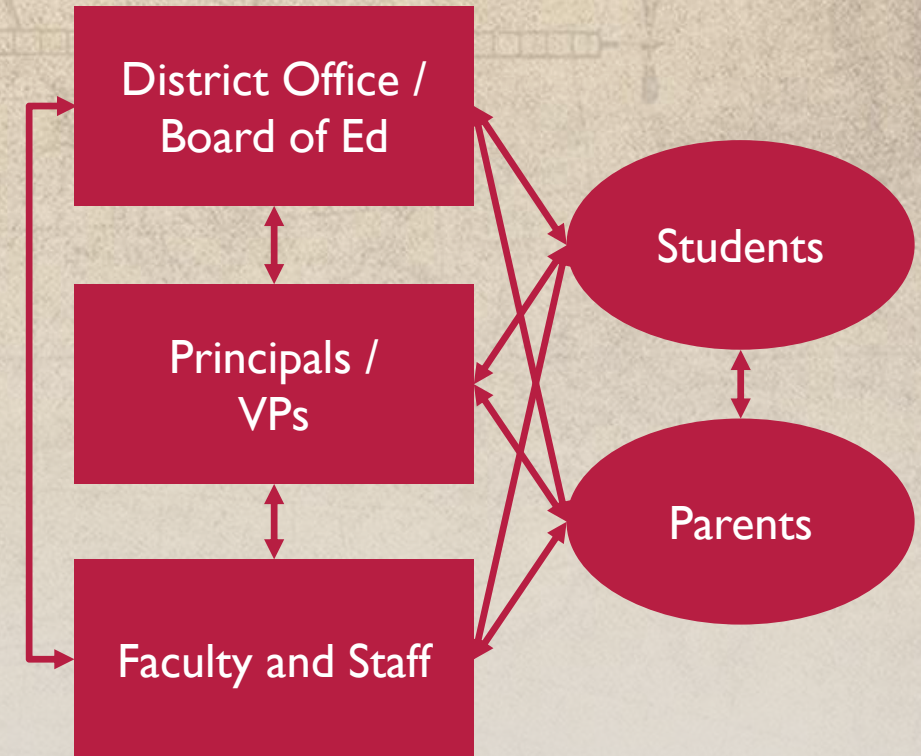 District Office /
Board of Ed
Students
Principals /
VPs
Parents
Faculty and Staff